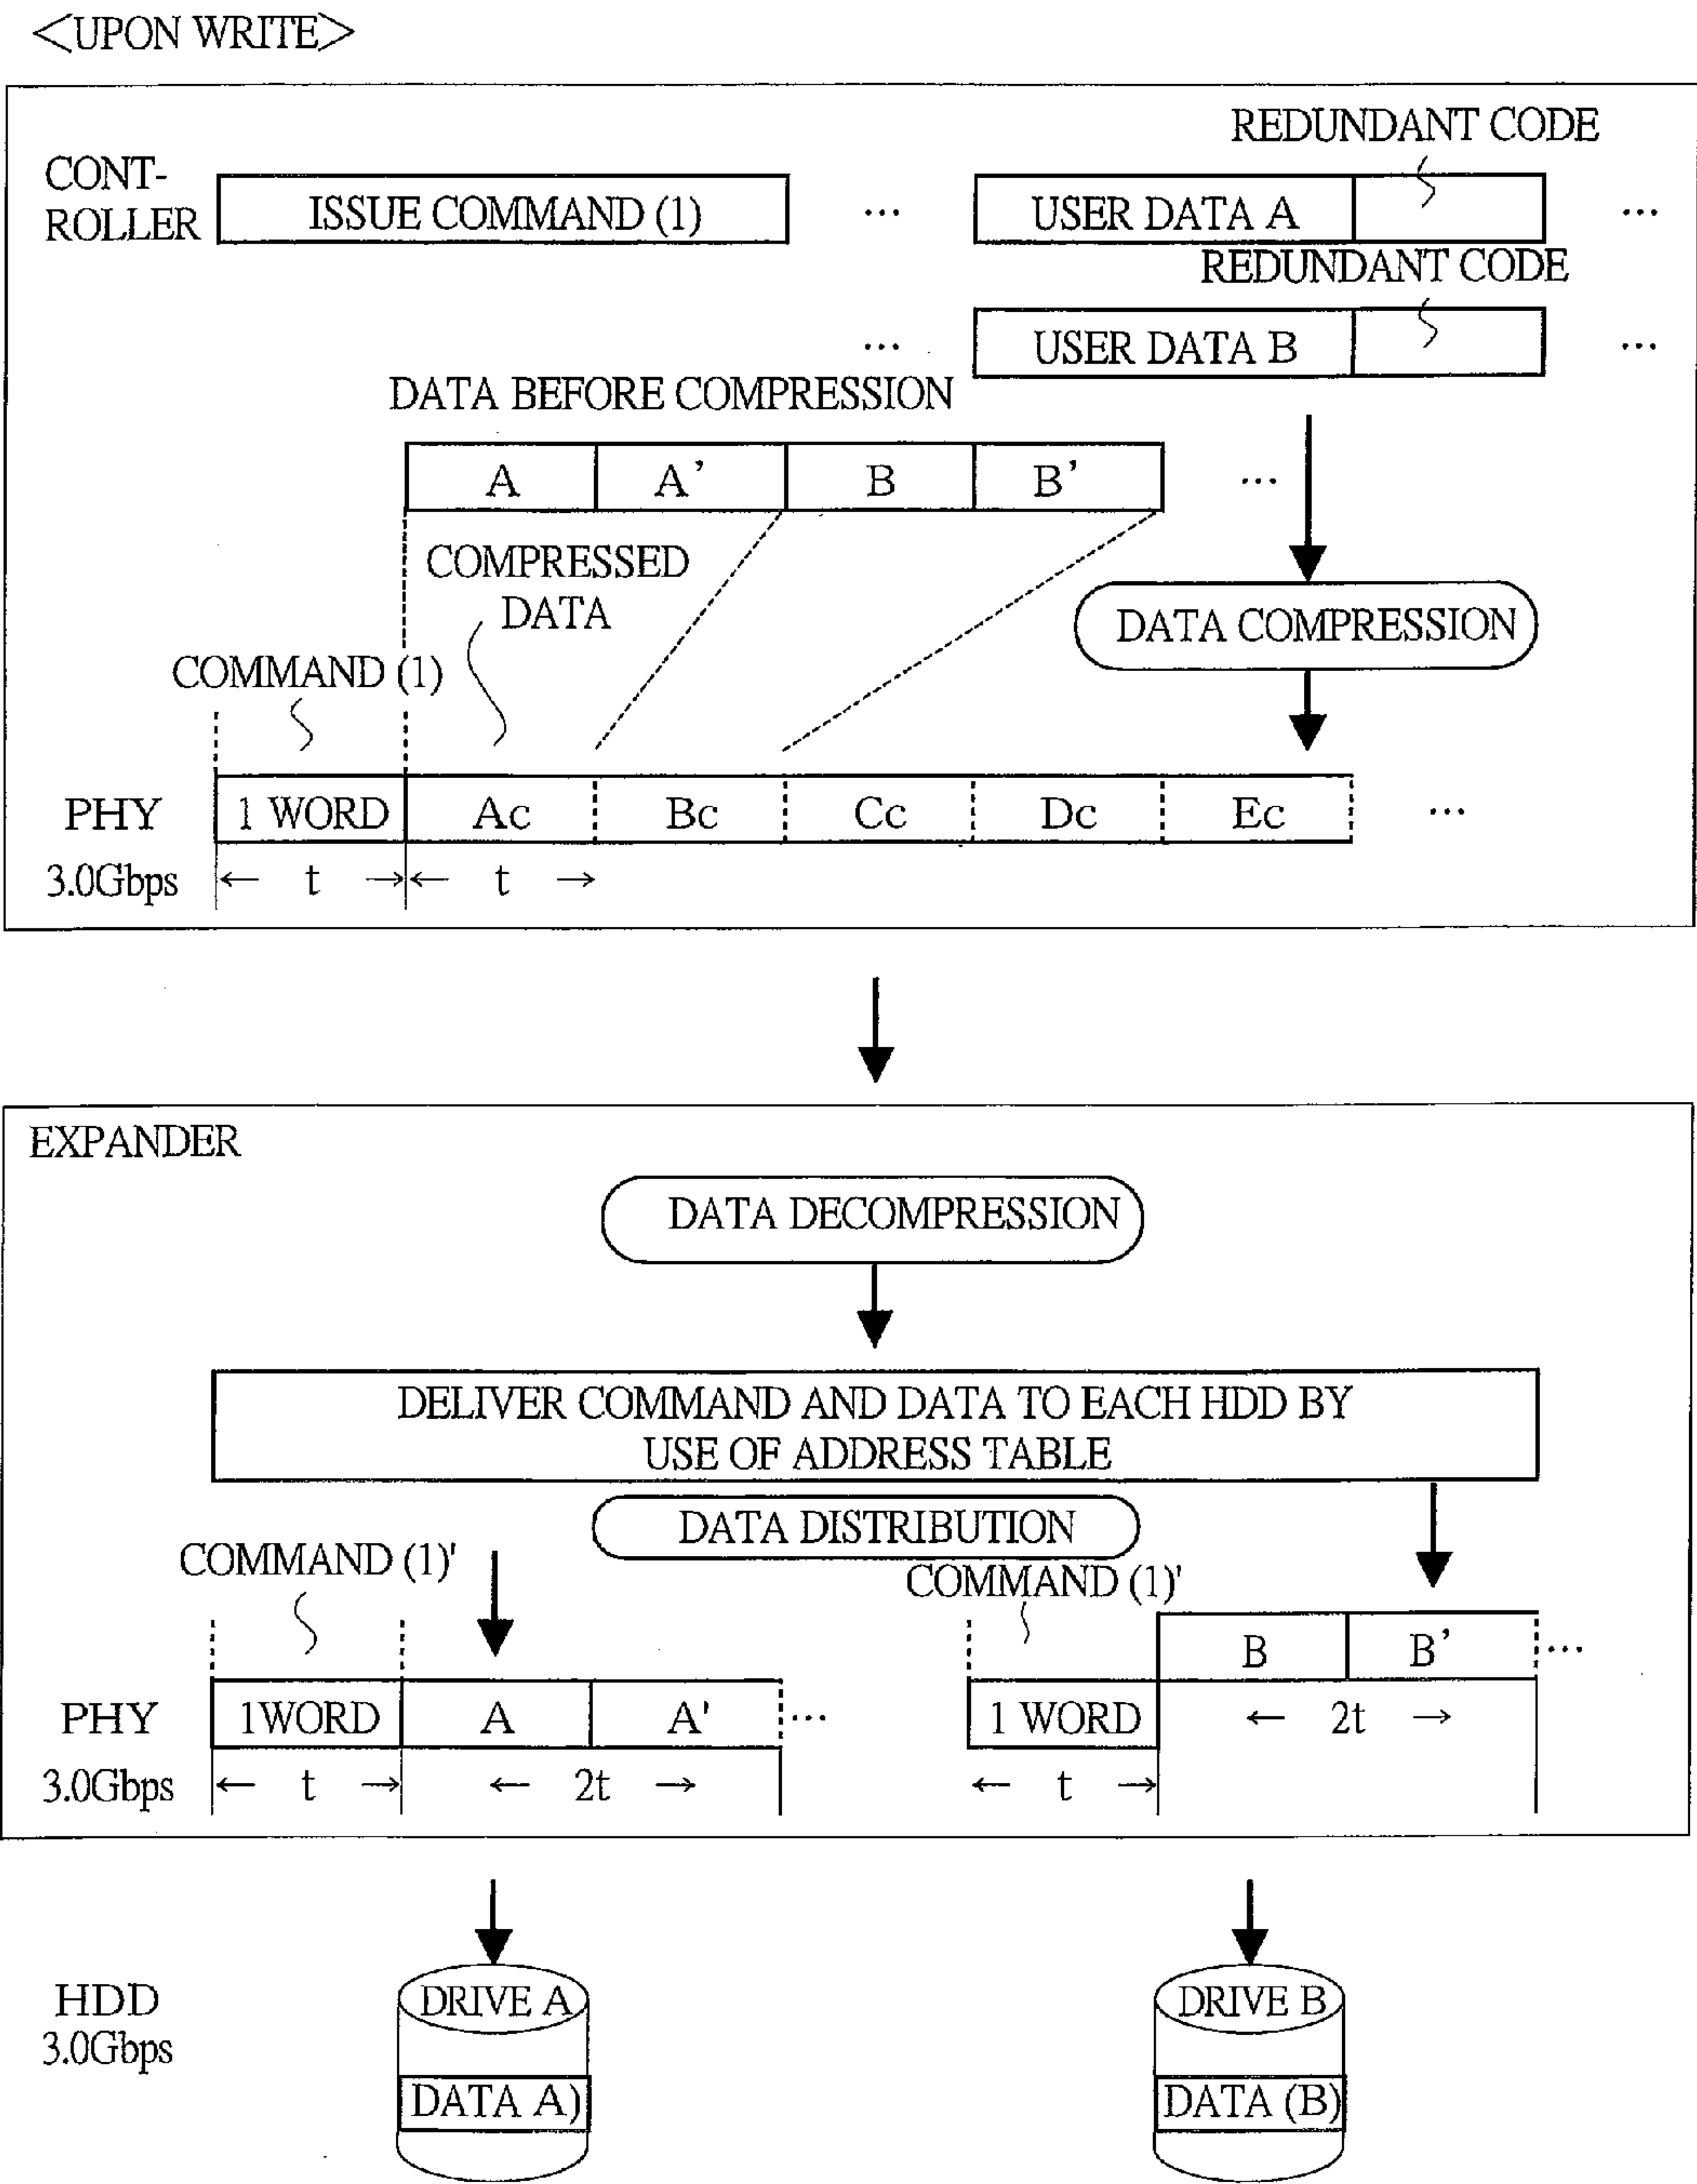 <UPON WRITE>
REDUNDANT CODE
CONT-
ROLLER
ISSUE COMMAND (1)
...
USER DATA A
...
REDUNDANT CODE
...
USER DATA B
...
DATA BEFORE COMPRESSION
A
A’
B
B’
...
COMPRESSED
DATA
DATA COMPRESSION
COMMAND (1)
PHY
1 WORD
Ac
Bc
Cc
Dc
Ec
...
3.0Gbps
← t →
← t →
EXPANDER
DATA DECOMPRESSION
DELIVER COMMAND AND DATA TO EACH HDD BY
USE OF ADDRESS TABLE
DATA DISTRIBUTION
COMMAND (1)'
COMMAND (1)'
B
B’
...
PHY
1WORD
A
A'
...
1 WORD
← 2t →
3.0Gbps
← t →
← 2t →
← t →
HDD
3.0Gbps
DRIVE A
DRIVE B
DATA A)
DATA (B)